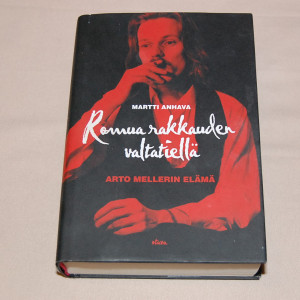 MARTTI ANHAVA
Romua rakkauden
valtatiellä
ARTO MELLERIN ELÄMÄ